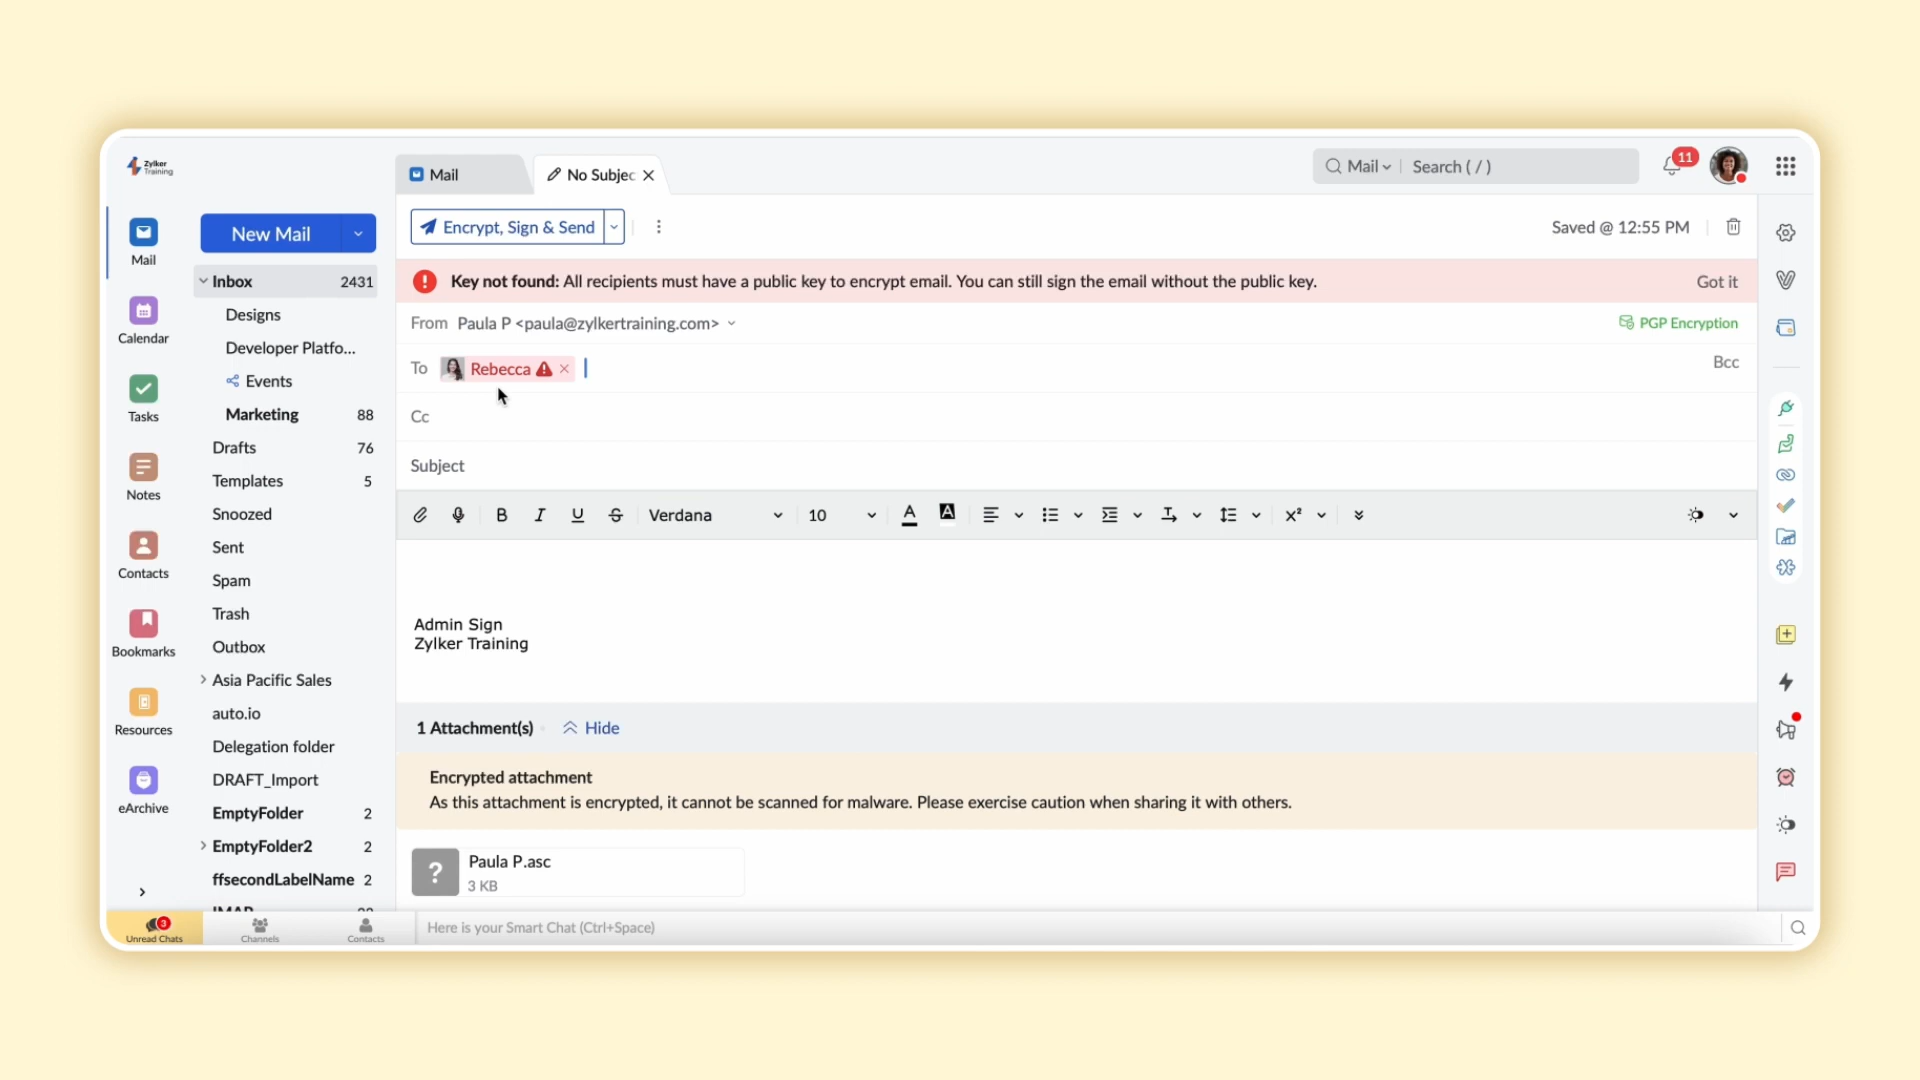 Zylker
Training
Mail
No Subjec
Mail
Search ( / )
11
Mail
Calendar
Tasks
Notes
Contacts
Bookmarks
Resources
eArchive
New Mail
Inbox 2431
Designs
Developer Platfo...
Events
Marketing 88
Drafts 76
Templates 5
Snoozed
Sent
Spam
Trash
Outbox
Asia Pacific Sales
auto.io
Delegation folder
DRAFT_Import
EmptyFolder 2
EmptyFolder2 2
ffsecondLabelName 2
Encrypt, Sign & Send
Saved @ 12:55 PM
Key not found: All recipients must have a public key to encrypt email. You can still sign the email without the public key.
Got it
From Paula P <paula@zylkertraining.com>
PGP Encryption
To Rebecca
Bcc
Cc
Subject
B I U S Verdana 10 A A X²
Admin Sign
Zylker Training
1 Attachment(s) Hide
Encrypted attachment
As this attachment is encrypted, it cannot be scanned for malware. Please exercise caution when sharing it with others.
? Paula P.asc
3 KB
3
Unread Chats
Channels
Contacts
Here is your Smart Chat (Ctrl+Space)